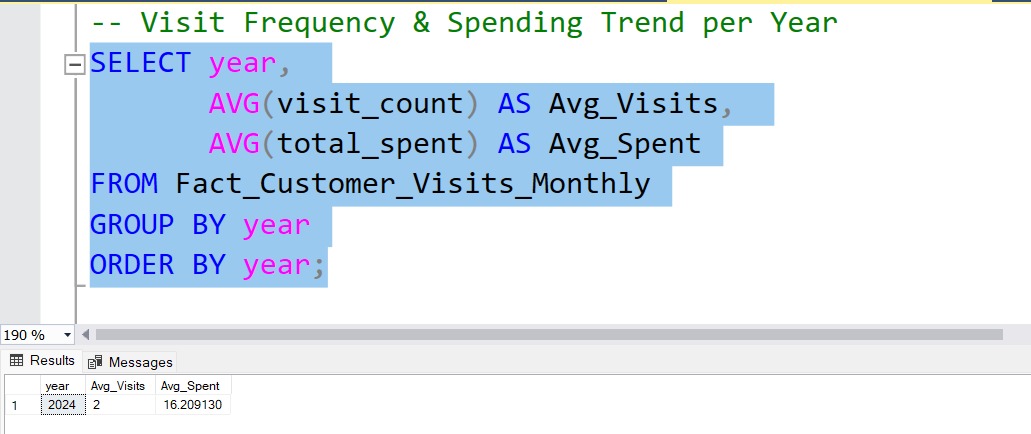 -- Visit Frequency & Spending Trend per Year
SELECT year,
AVG(visit_count) AS Avg_Visits,
AVG(total_spent) AS Avg_Spent
FROM Fact_Customer_Visits_Monthly
GROUP BY year
ORDER BY year;
190 %
Results Messages
year Avg_Visits Avg_Spent
1 2024 2 16.209130